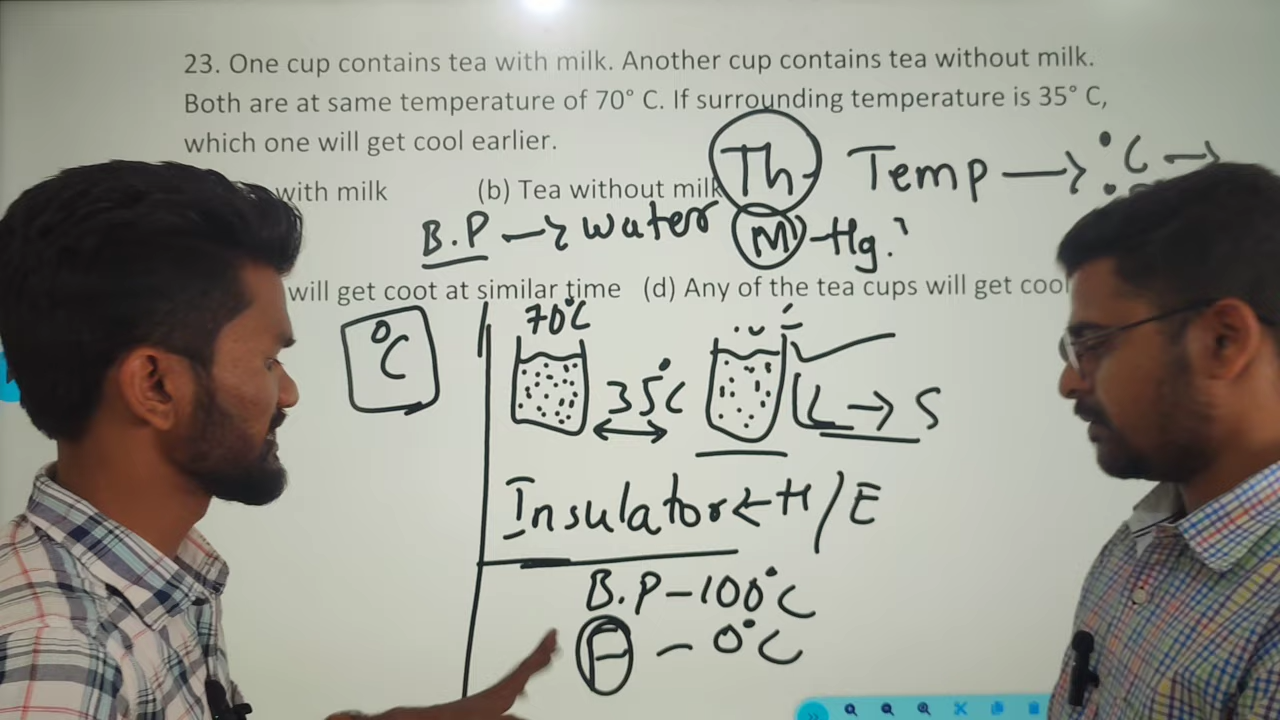 23. One cup contains tea with milk. Another cup contains tea without milk.
Both are at same temperature of 70° C. If surrounding temperature is 35° C,
which one will get cool earlier.
Th Temp → °C →
with milk (b) Tea without milk
B.P → water M - Hg.
will get coot at similar time (d) Any of the tea cups will get cool
70°C
°C
35°C
L → S
Insulator ← H/E
B.P - 100°C
F - 0°C